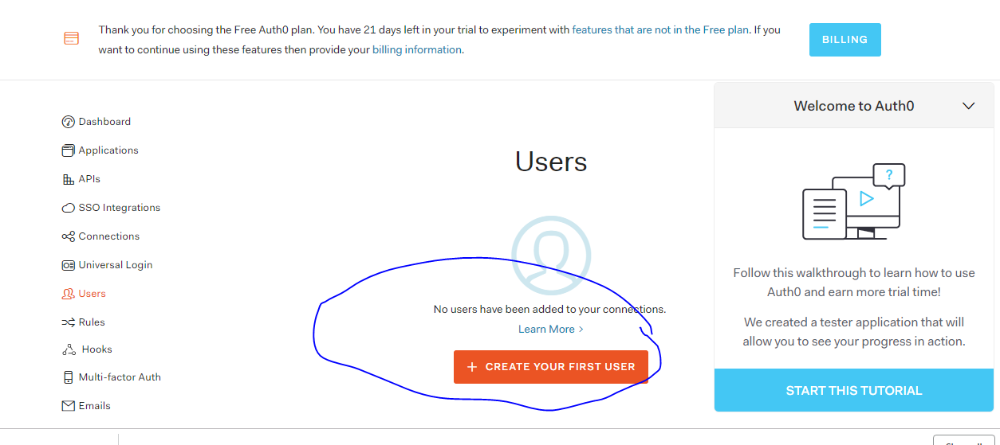 Thank you for choosing the Free Auth0 plan. You have 21 days left in your trial to experiment with features that are not in the Free plan. If you
want to continue using these features then provide your billing information.
BILLING
Dashboard
Applications
APIs
SSO Integrations
Connections
Universal Login
Users
Rules
Hooks
Multi-factor Auth
Emails
Users
No users have been added to your connections.
Learn More >
+ CREATE YOUR FIRST USER
Welcome to Auth0
?
Follow this walkthrough to learn how to use
Auth0 and earn more trial time!
We created a tester application that will
allow you to see your progress in action.
START THIS TUTORIAL